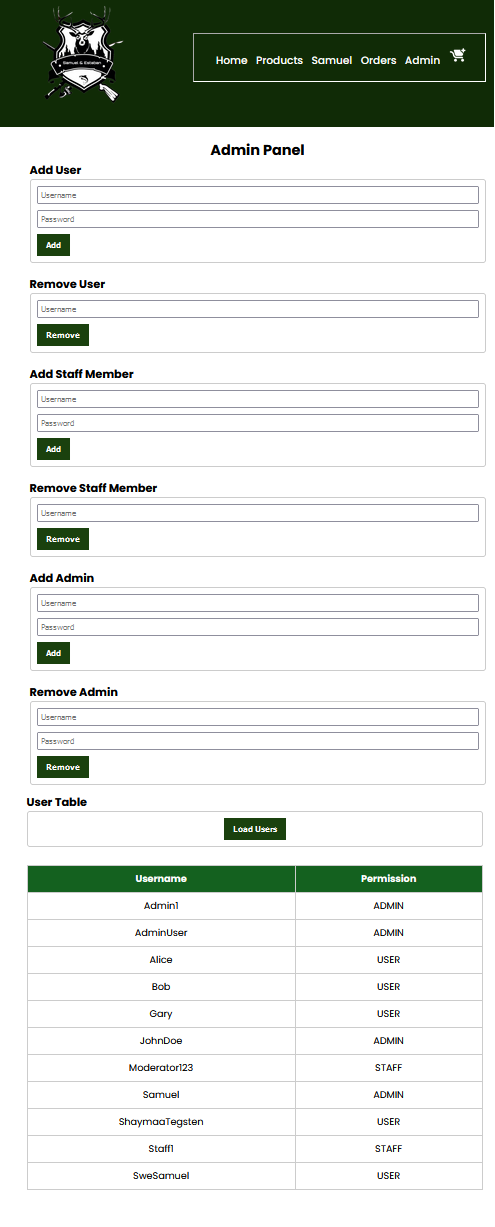 Samuel & Eststian
Home Products Samuel Orders Admin
Admin Panel
Add User
Username
Password
Add
Remove User
Username
Remove
Add Staff Member
Username
Password
Add
Remove Staff Member
Username
Remove
Add Admin
Username
Password
Add
Remove Admin
Username
Password
Remove
User Table
Load Users
Username Permission
Admin1 ADMIN
AdminUser ADMIN
Alice USER
Bob USER
Gary USER
JohnDoe ADMIN
Moderator123 STAFF
Samuel ADMIN
ShaymaaTegsten USER
Staff1 STAFF
SweSamuel USER